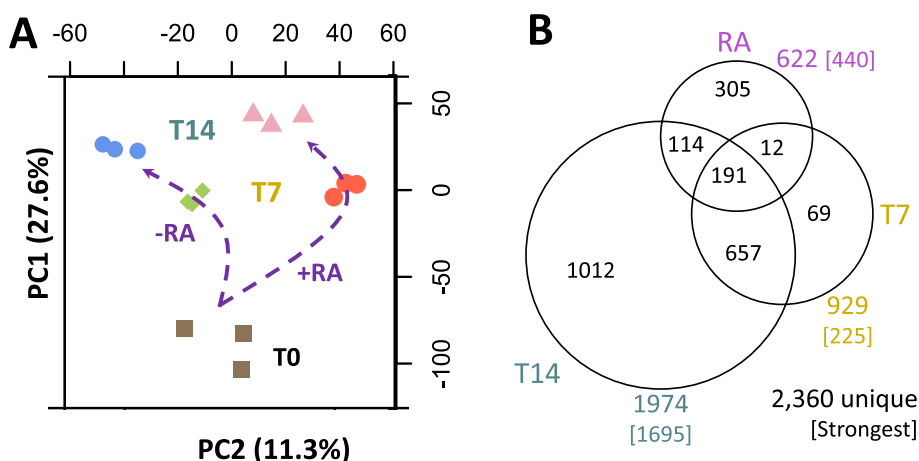 A
-60 -20 0 20 40 60
T14
T7
-RA
+RA
T0
PC1 (27.6%)
50
0
-50
-100
PC2 (11.3%)
B
RA
622 [440]
305
114
12
191
T7
69
657
1012
929
[225]
T14
1974
[1695]
2,360 unique
[Strongest]